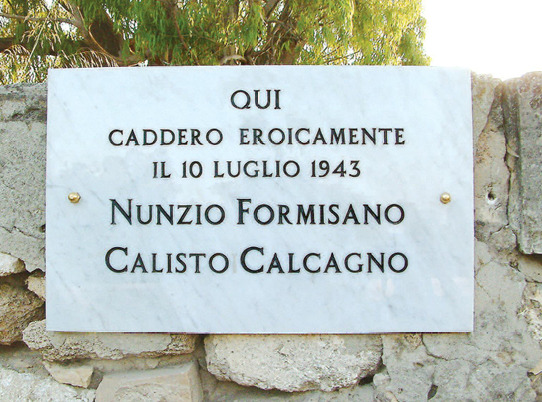 QUI
CADDERO EROICAMENTE
IL 10 LUGLIO 1943
NUNZIO FORMISANO
CALISTO CALCAGNO